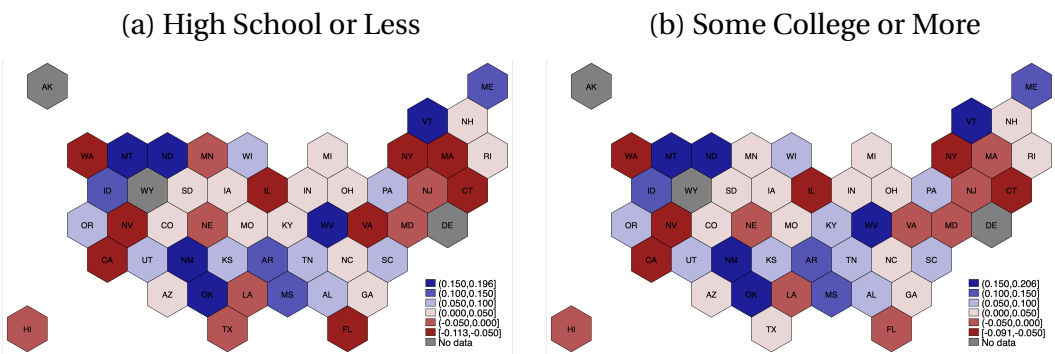 (a) High School or Less
(b) Some College or More
AK
ME
VT
NH
WA
MT
ND
MN
WI
MI
NY
MA
RI
ID
WY
SD
IA
IL
IN
OH
PA
NJ
CT
OR
NV
CO
NE
MO
KY
WV
VA
MD
DE
CA
UT
NM
KS
AR
TN
NC
SC
AZ
OK
LA
MS
AL
GA
HI
TX
FL
(0.150,0.196]
(0.100,0.150]
(0.050,0.100]
(0.000,0.050]
(-0.050,0.000]
[-0.113,-0.050]
No data
AK
ME
VT
NH
WA
MT
ND
MN
WI
MI
NY
MA
RI
ID
WY
SD
IA
IL
IN
OH
PA
NJ
CT
OR
NV
CO
NE
MO
KY
WV
VA
MD
DE
CA
UT
NM
KS
AR
TN
NC
SC
AZ
OK
LA
MS
AL
GA
HI
TX
FL
(0.150,0.206]
(0.100,0.150]
(0.050,0.100]
(0.000,0.050]
(-0.050,0.000]
[-0.091,-0.050]
No data